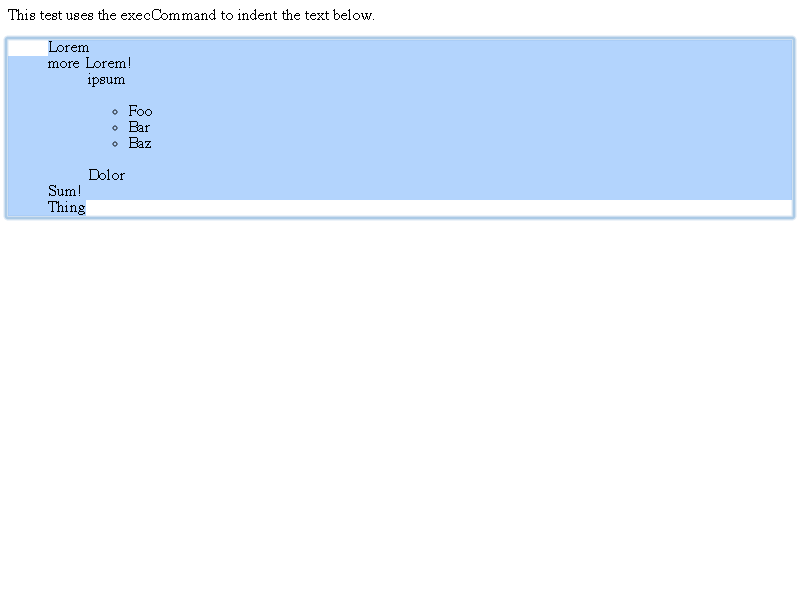 This test uses the execCommand to indent the text below.
Lorem
more Lorem!
ipsum
Foo
Bar
Baz
Dolor
Sum!
Thing